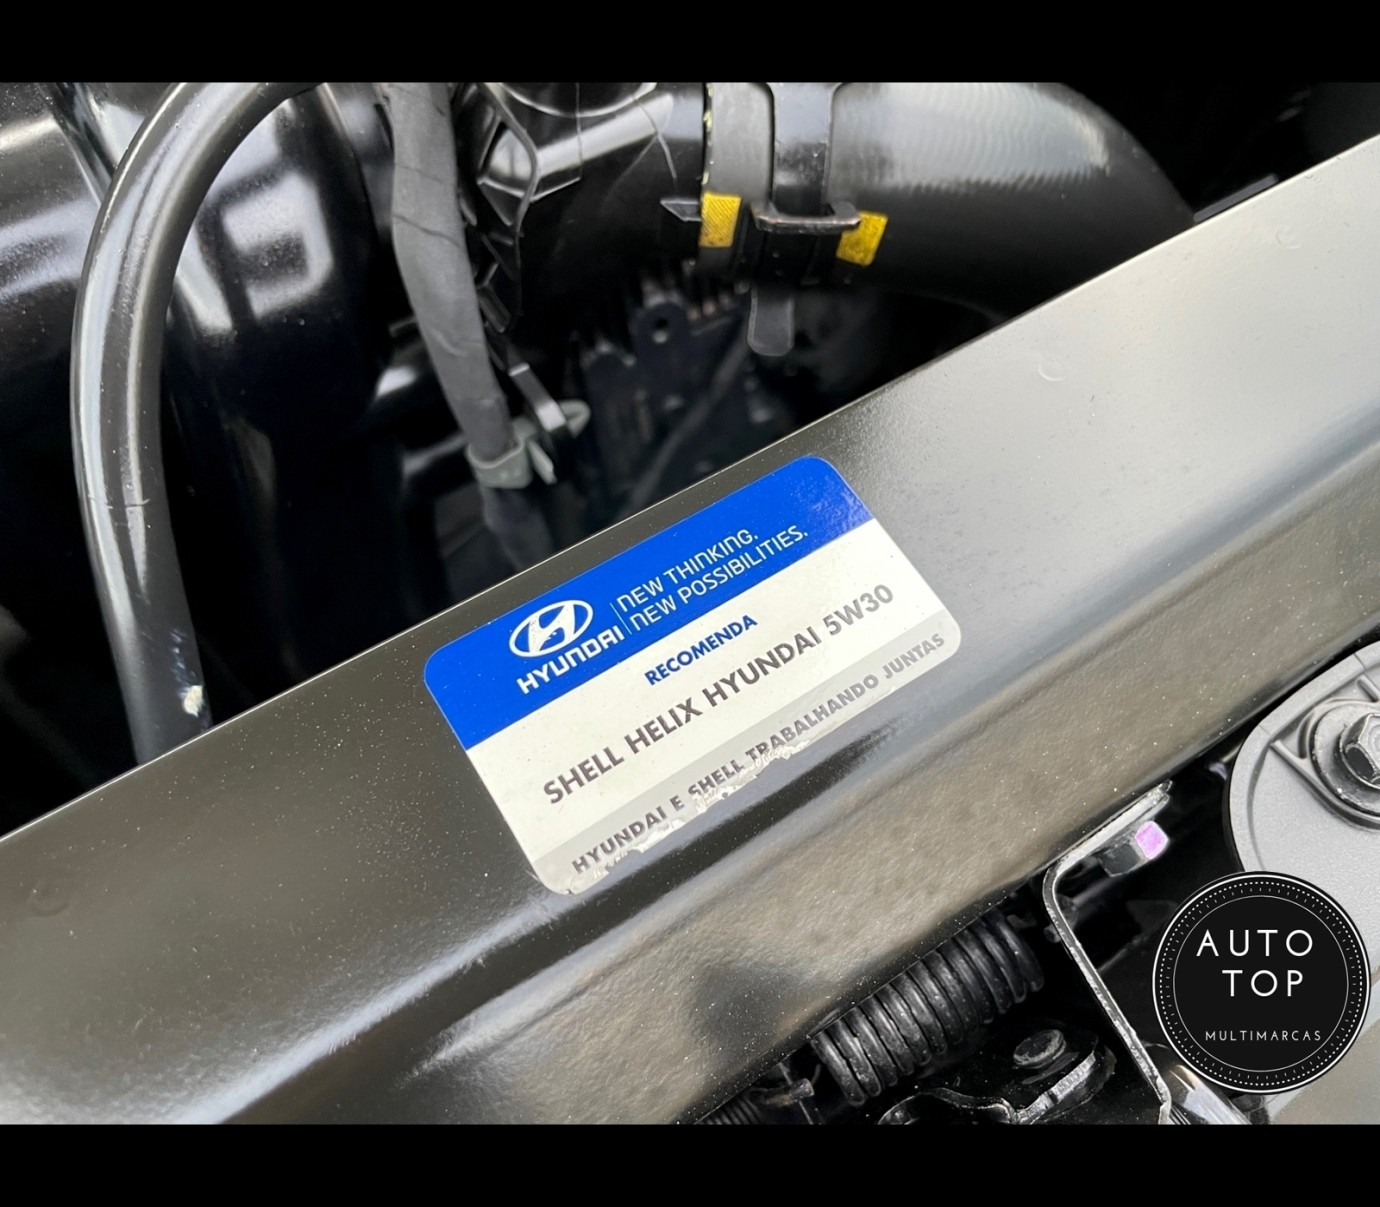 HYUNDAI
NEW THINKING.
NEW POSSIBILITIES.
RECOMENDA
SHELL HELIX HYUNDAI 5W30
HYUNDAI E SHELL TRABALHANDO JUNTAS
AUTO
TOP
MULTIMARCAS